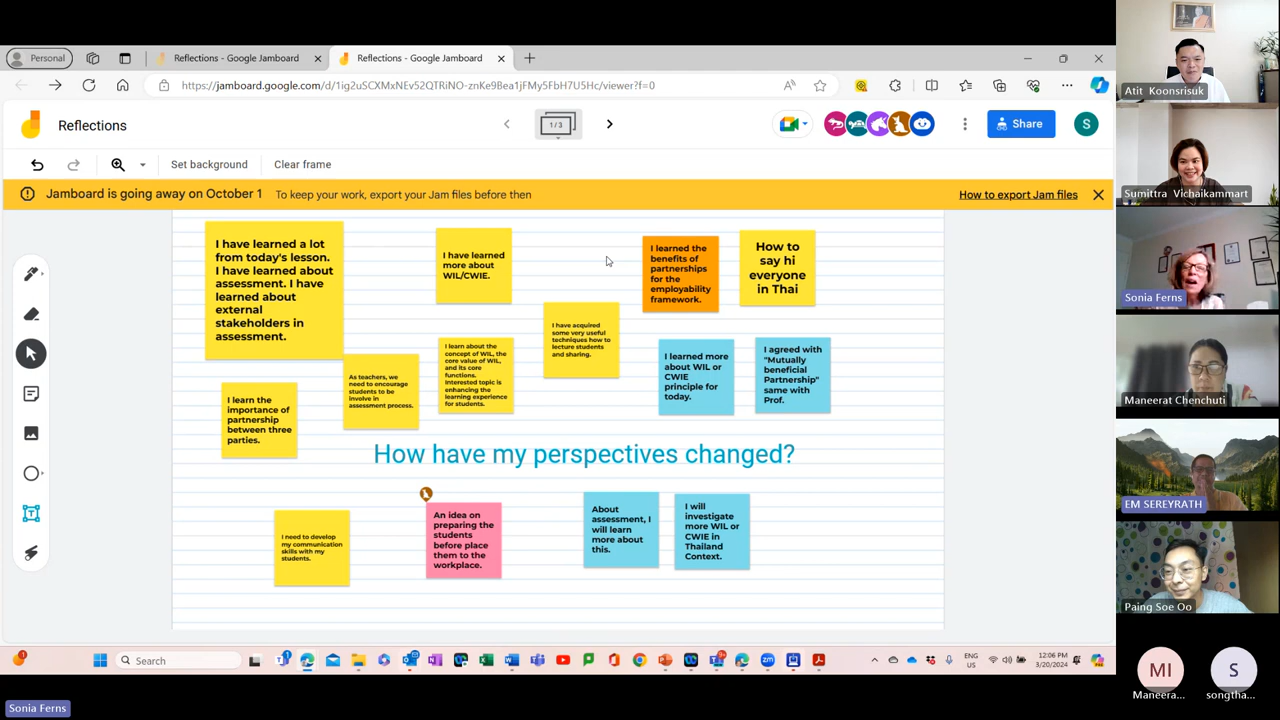 Personal
Reflections - Google Jamboard
Reflections - Google Jamboard
https://jamboard.google.com/d/1ig2uSCXMxNEv52QTRiNO-znKe9Bea1jFMy5FbH7U5Hc/viewer?f=0
Reflections
1 / 3
Share
S
Set background
Clear frame
Jamboard is going away on October 1
To keep your work, export your Jam files before then
How to export Jam files
I have learned a lot
from today's lesson.
I have learned about
assessment. I have
learned about
external
stakeholders in
assessment.
I have learned
more about
WIL/CWIE.
I learned the
benefits of
partnerships
for the
employability
framework.
How to
say hi
everyone
in Thai
I have acquired
some very useful
techniques how to
lecture students
and sharing.
I learn about the
concept of WIL, the
core value of WIL,
and its core
functions.
Interested topic is
enhancing the
learning experience
for students.
As teachers, we
need to encourage
students to be
involve in
assessment process.
I learn the
importance of
partnership
between three
parties.
I learned more
about WIL or
CWIE
principle for
today.
I agreed with
"Mutually
beneficial
Partnership"
same with
Prof.
How have my perspectives changed?
I need to develop
my communication
skills with my
students.
An idea on
preparing the
students
before place
them to the
workplace.
About
assessment, I
will learn
more about
this.
I will
investigate
more WIL or
CWIE in
Thailand
Context.
Search
ENG
US
12:06 PM
3/20/2024
Sonia Ferns
Atit Koonsrisuk
Sumittra Vichaikammart
Sonia Ferns
Maneerat Chenchuti
EM SEREYRATH
Paing Soe Oo
MI
Maneera...
S
songtha...